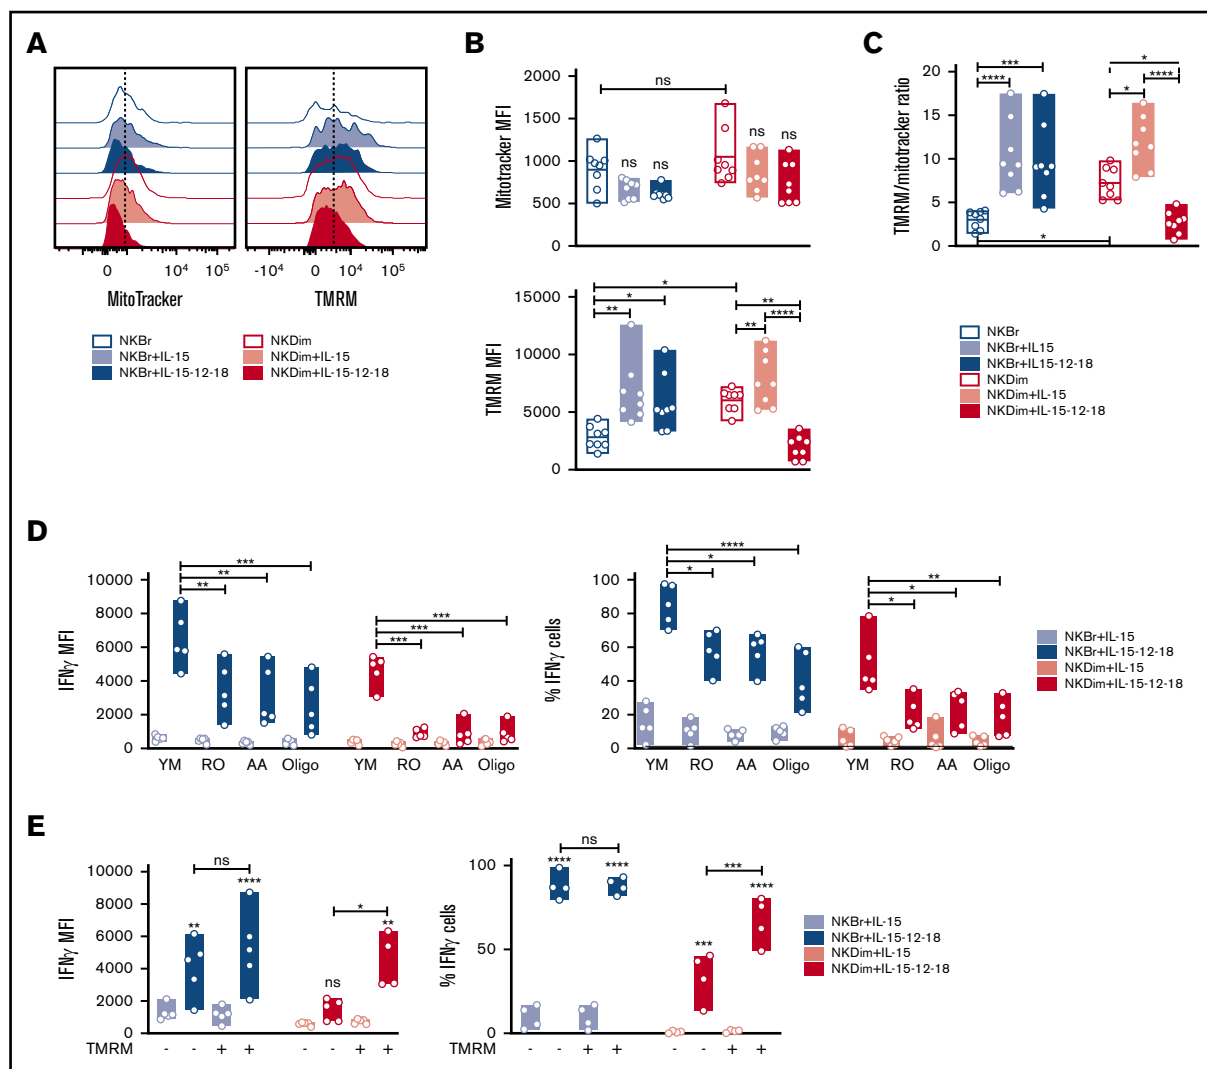 A
0
10⁴
10⁵
MitoTracker
-10⁴
0
10⁴
10⁵
TMRM
NKBr
NKBr+IL-15
NKBr+IL-15-12-18
NKDim
NKDim+IL-15
NKDim+IL-15-12-18
B
Mitotracker MFI
2000
1500
1000
500
0
ns
ns
ns
ns
ns
TMRM MFI
15000
10000
5000
0
*
*
**
**
**
****
C
TMRM/mitotracker ratio
20
15
10
5
0
***
****
*
*
****
*
NKBr
NKBr+IL15
NKBr+IL15-12-18
NKDim
NKDim+IL-15
NKDim+IL-15-12-18
D
IFNγ MFI
10000
8000
6000
4000
2000
0
***
**
**
***
***
***
YM RO AA Oligo YM RO AA Oligo
% IFNγ cells
100
80
60
40
20
0
****
*
*
**
*
*
YM RO AA Oligo YM RO AA Oligo
NKBr+IL-15
NKBr+IL-15-12-18
NKDim+IL-15
NKDim+IL-15-12-18
E
IFNγ MFI
10000
8000
6000
4000
2000
0
ns
**
****
*
ns
**
TMRM - - + + - - + +
% IFNγ cells
100
50
0
ns
****
****
***
***
****
- - + + - - + +
NKBr+IL-15
NKBr+IL-15-12-18
NKDim+IL-15
NKDim+IL-15-12-18